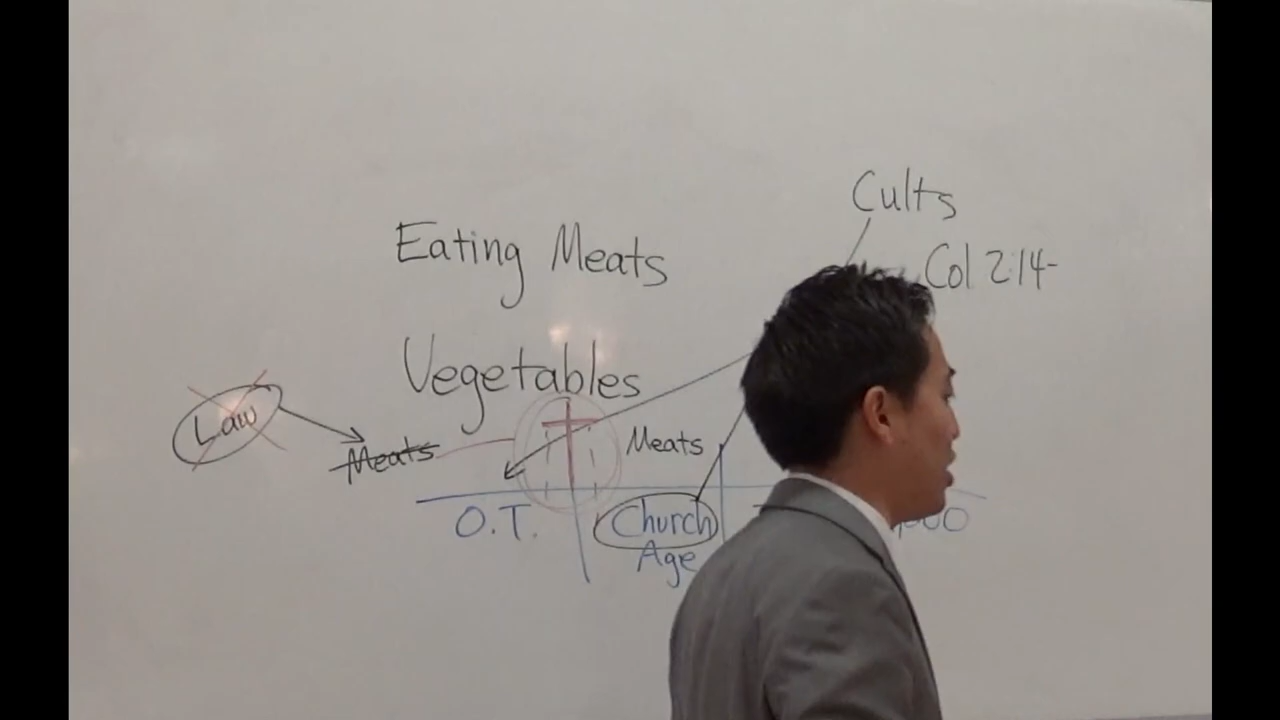 Cults
Eating Meats
Col 2:14-
Vegetables
Law
Meats
Meats
O.T.
Church
Age